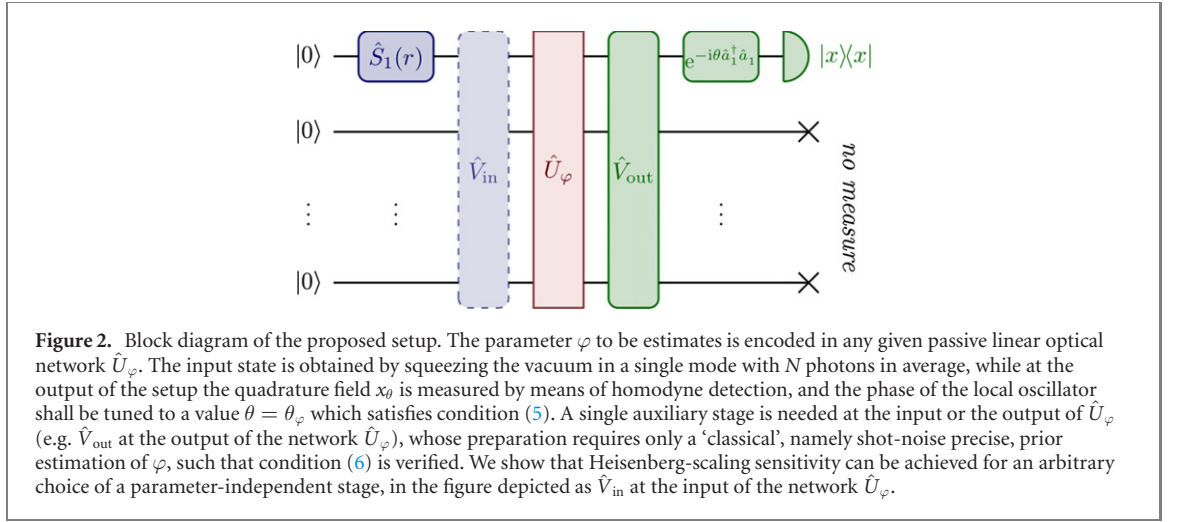 |0⟩ Ŝ₁(r) e^{−iθâ₁†â₁} |x⟩⟨x|
|0⟩
V̂_in Û_φ V̂_out
⋮ ⋮ ⋮
|0⟩
no measure
Figure 2. Block diagram of the proposed setup. The parameter φ to be estimates is encoded in any given passive linear optical
network Û_φ. The input state is obtained by squeezing the vacuum in a single mode with N photons in average, while at the
output of the setup the quadrature field x_θ is measured by means of homodyne detection, and the phase of the local oscillator
shall be tuned to a value θ = θ_φ which satisfies condition (5). A single auxiliary stage is needed at the input or the output of Û_φ
(e.g. V̂_out at the output of the network Û_φ), whose preparation requires only a ‘classical’, namely shot-noise precise, prior
estimation of φ, such that condition (6) is verified. We show that Heisenberg-scaling sensitivity can be achieved for an arbitrary
choice of a parameter-independent stage, in the figure depicted as V̂_in at the input of the network Û_φ.